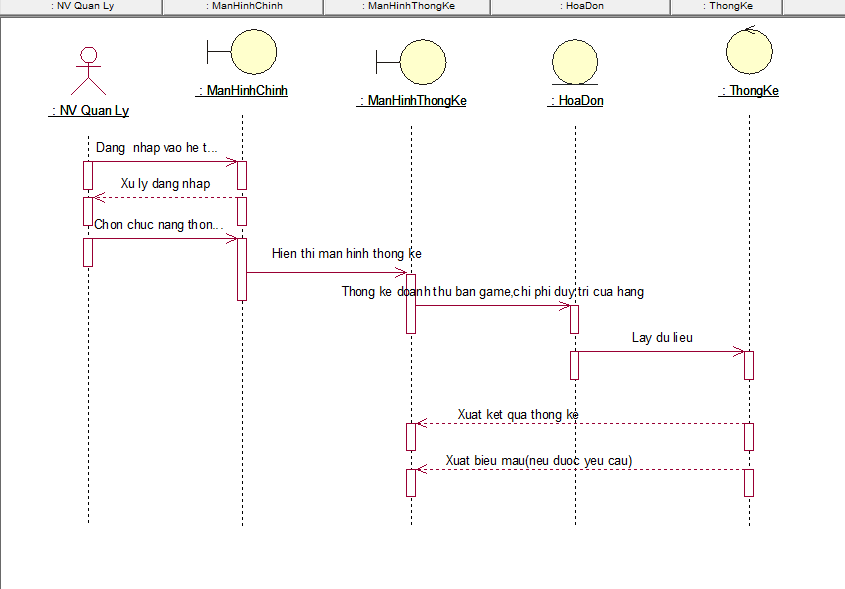 : NV Quan Ly
: ManHinhChinh
: ManHinhThongKe
: HoaDon
: ThongKe
: NV Quan Ly
: ManHinhChinh
: ManHinhThongKe
: HoaDon
: ThongKe
Dang nhap vao he t...
Xu ly dang nhap
Chon chuc nang thon...
Hien thi man hinh thong ke
Thong ke doanh thu ban game,chi phi duy tri cua hang
Lay du lieu
Xuat ket qua thong ke
Xuat bieu mau(neu duoc yeu cau)